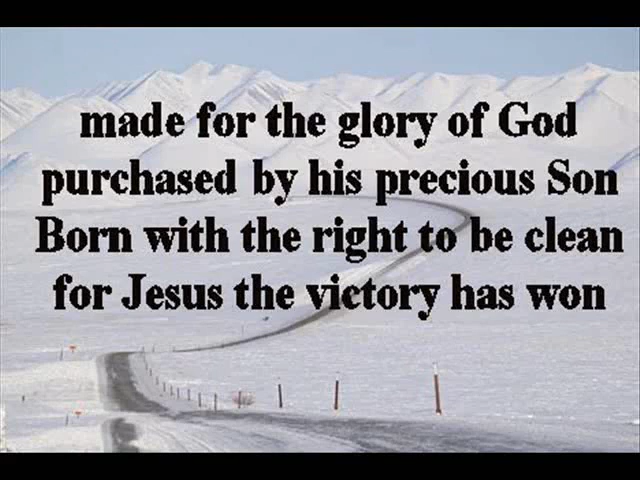 made for the glory of God
purchased by his precious Son
Born with the right to be clean
for Jesus the victory has won